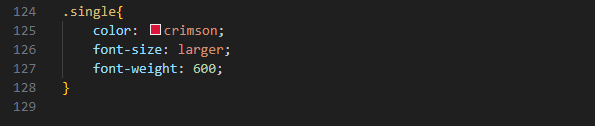 124 .single{
125 color: crimson;
126 font-size: larger;
127 font-weight: 600;
128 }
129